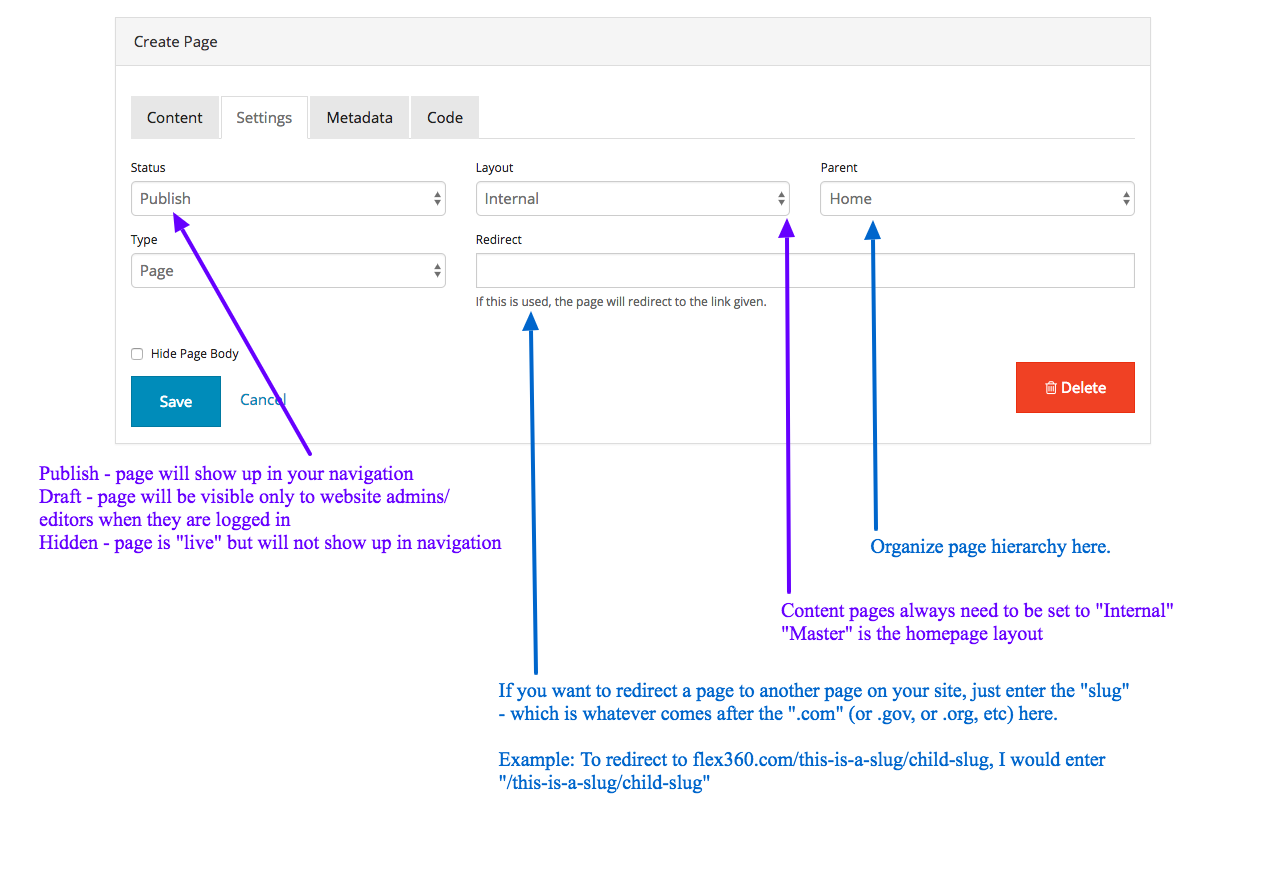 Create Page
Content Settings Metadata Code
Status Layout Parent
Publish Internal Home
Type Redirect
Page
If this is used, the page will redirect to the link given.
Hide Page Body
Save Cancel Delete
Publish - page will show up in your navigation
Draft - page will be visible only to website admins/
editors when they are logged in
Hidden - page is "live" but will not show up in navigation
Organize page hierarchy here.
Content pages always need to be set to "Internal"
"Master" is the homepage layout
If you want to redirect a page to another page on your site, just enter the "slug"
- which is whatever comes after the ".com" (or .gov, or .org, etc) here.
Example: To redirect to flex360.com/this-is-a-slug/child-slug, I would enter
"/this-is-a-slug/child-slug"